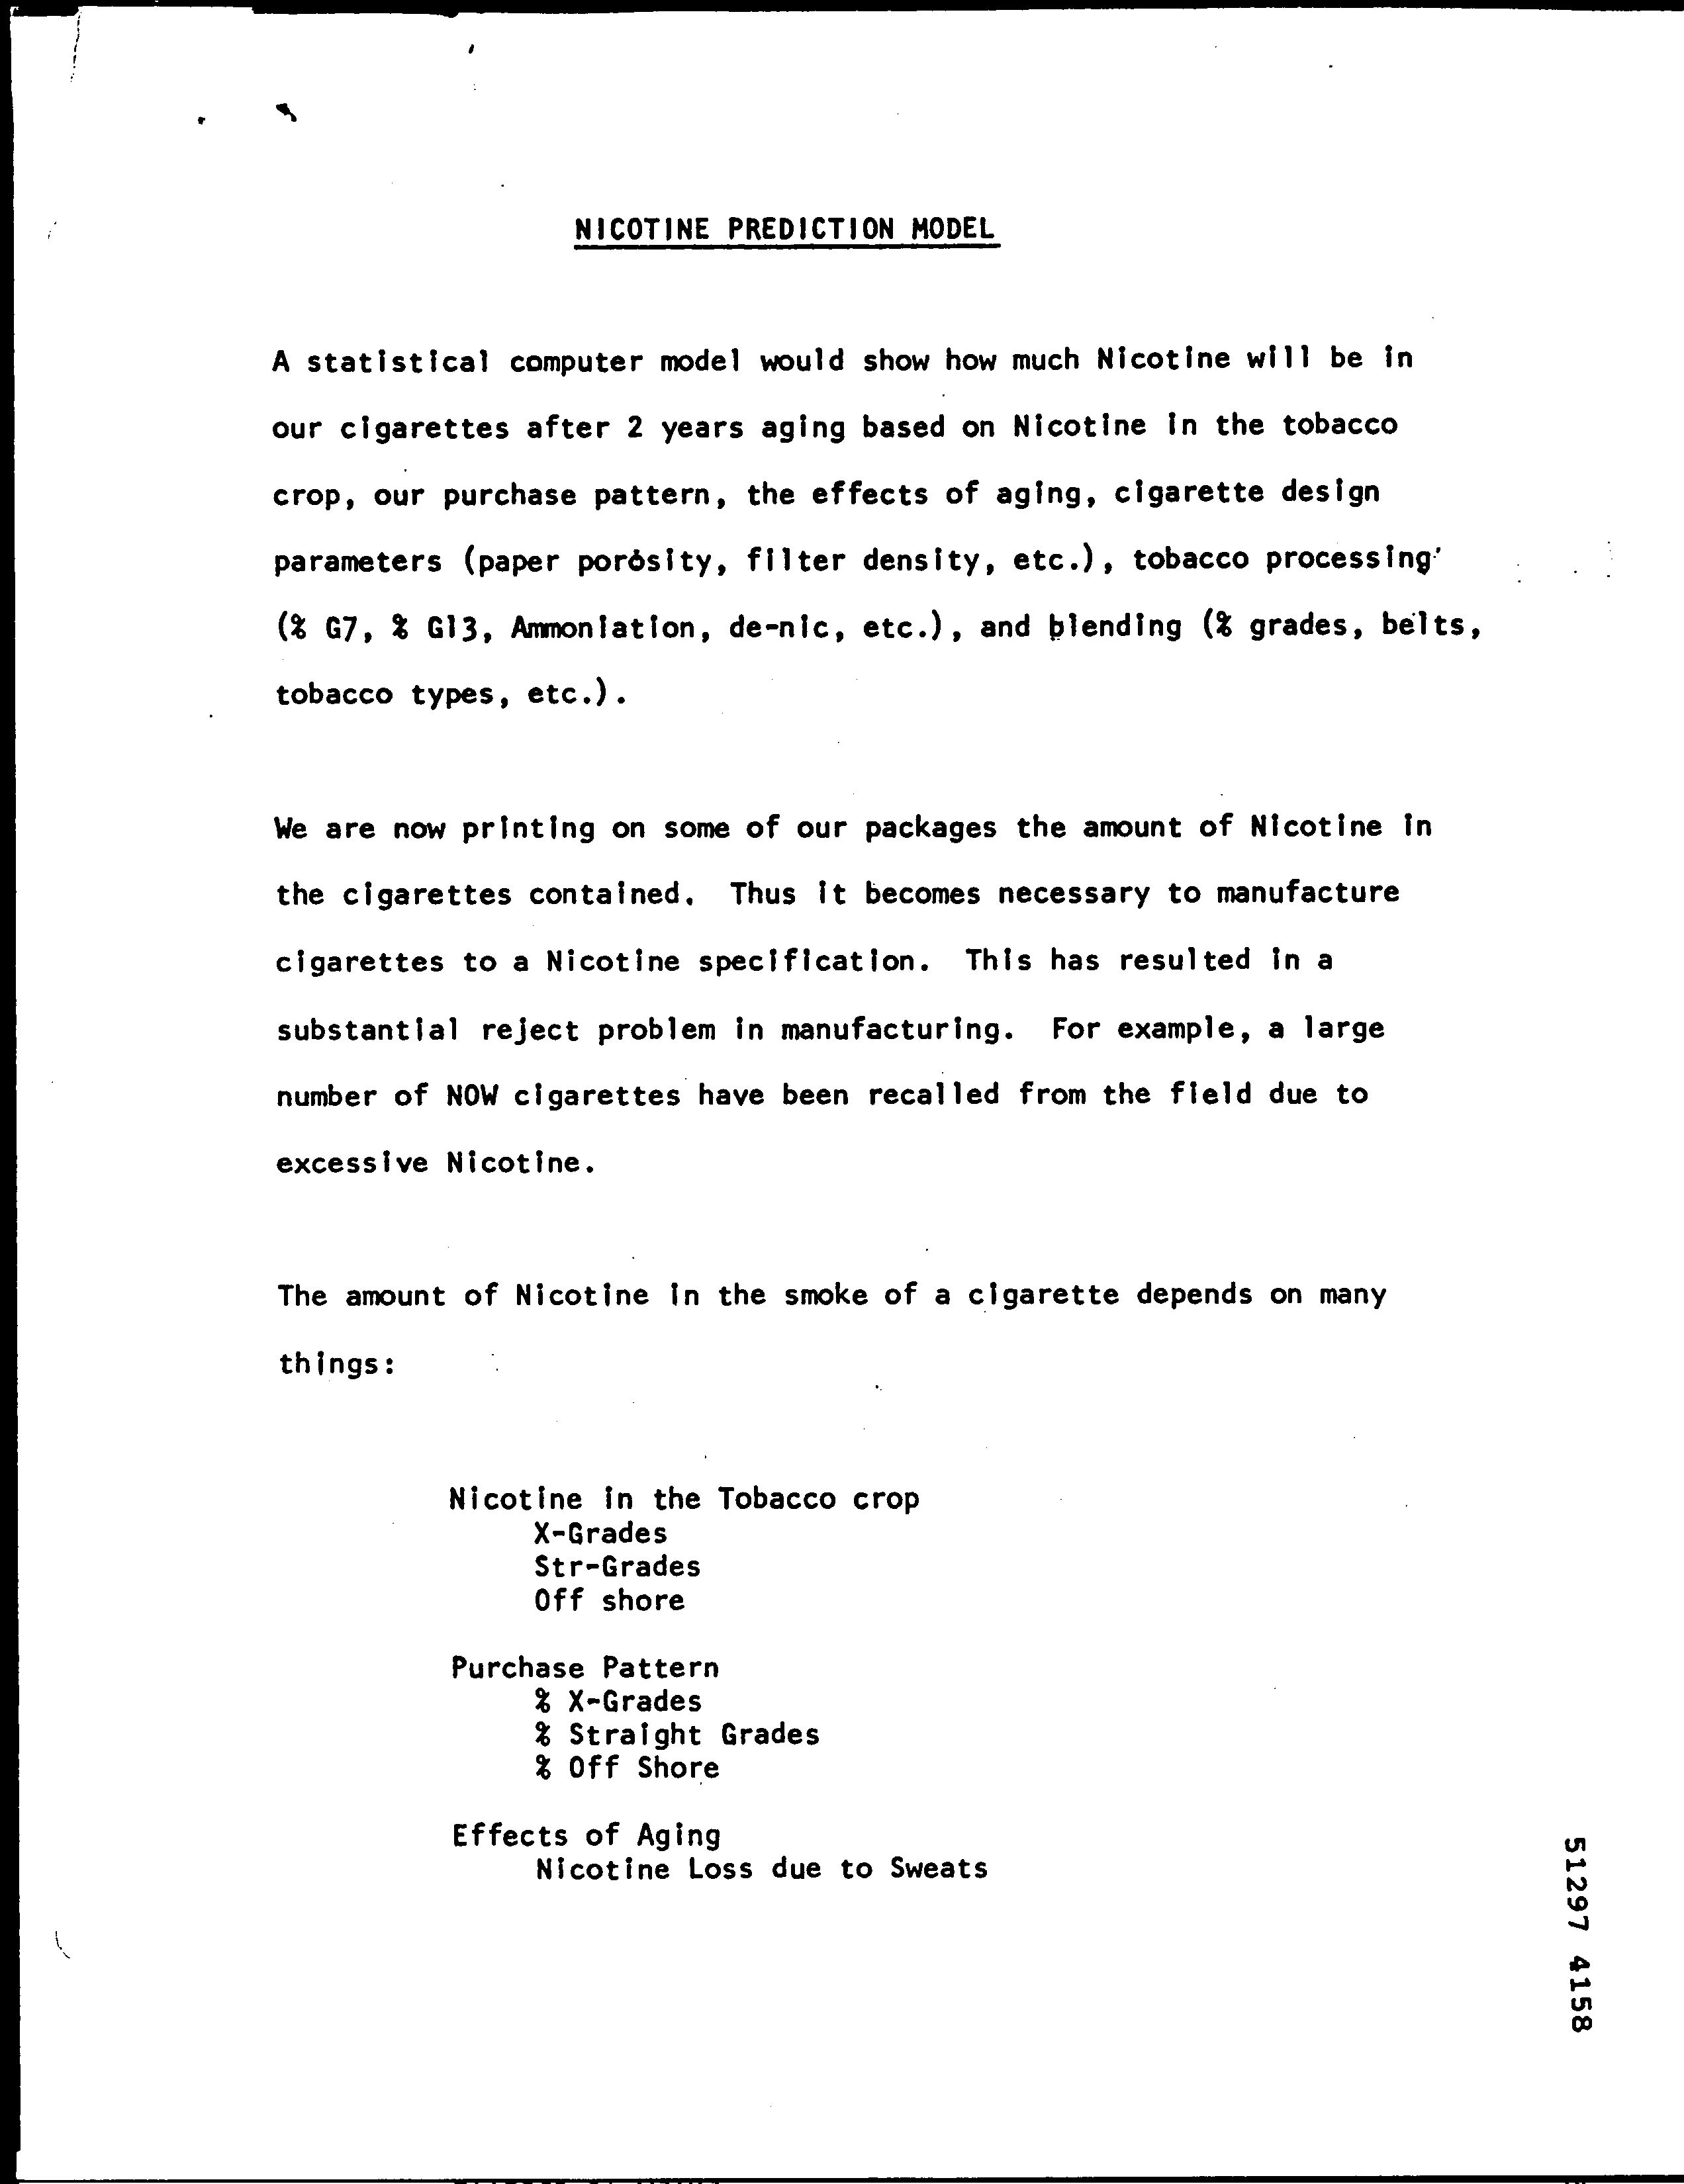 NICOTINE PREDICTION MODEL
A statistical computer model would show how much Nicotine will be in
our cigarettes after 2 years aging based on Nicotine in the tobacco
crop, our purchase pattern, the effects of aging, cigarette design
parameters (paper porosity, filter density, etc.), tobacco processing
(% G7, % G13, Ammoniation, de-nic, etc.), and blending (% grades, belts,
tobacco types, etc.).
We are now printing on some of our packages the amount of Nicotine in
the cigarettes contained. Thus it becomes necessary to manufacture
cigarettes to a Nicotine specification. This has resulted in a
substantial reject problem in manufacturing. For example, a large
number of NOW cigarettes have been recalled from the field due to
excessive Nicotine.
The amount of Nicotine in the smoke of a cigarette depends on many
things:
Nicotine in the Tobacco crop
X-Grades
Str-Grades
Off shore
Purchase Pattern
% X-Grades
% Straight Grades
% Off Shore
Effects of Aging
Nicotine Loss due to Sweats
51297 4158